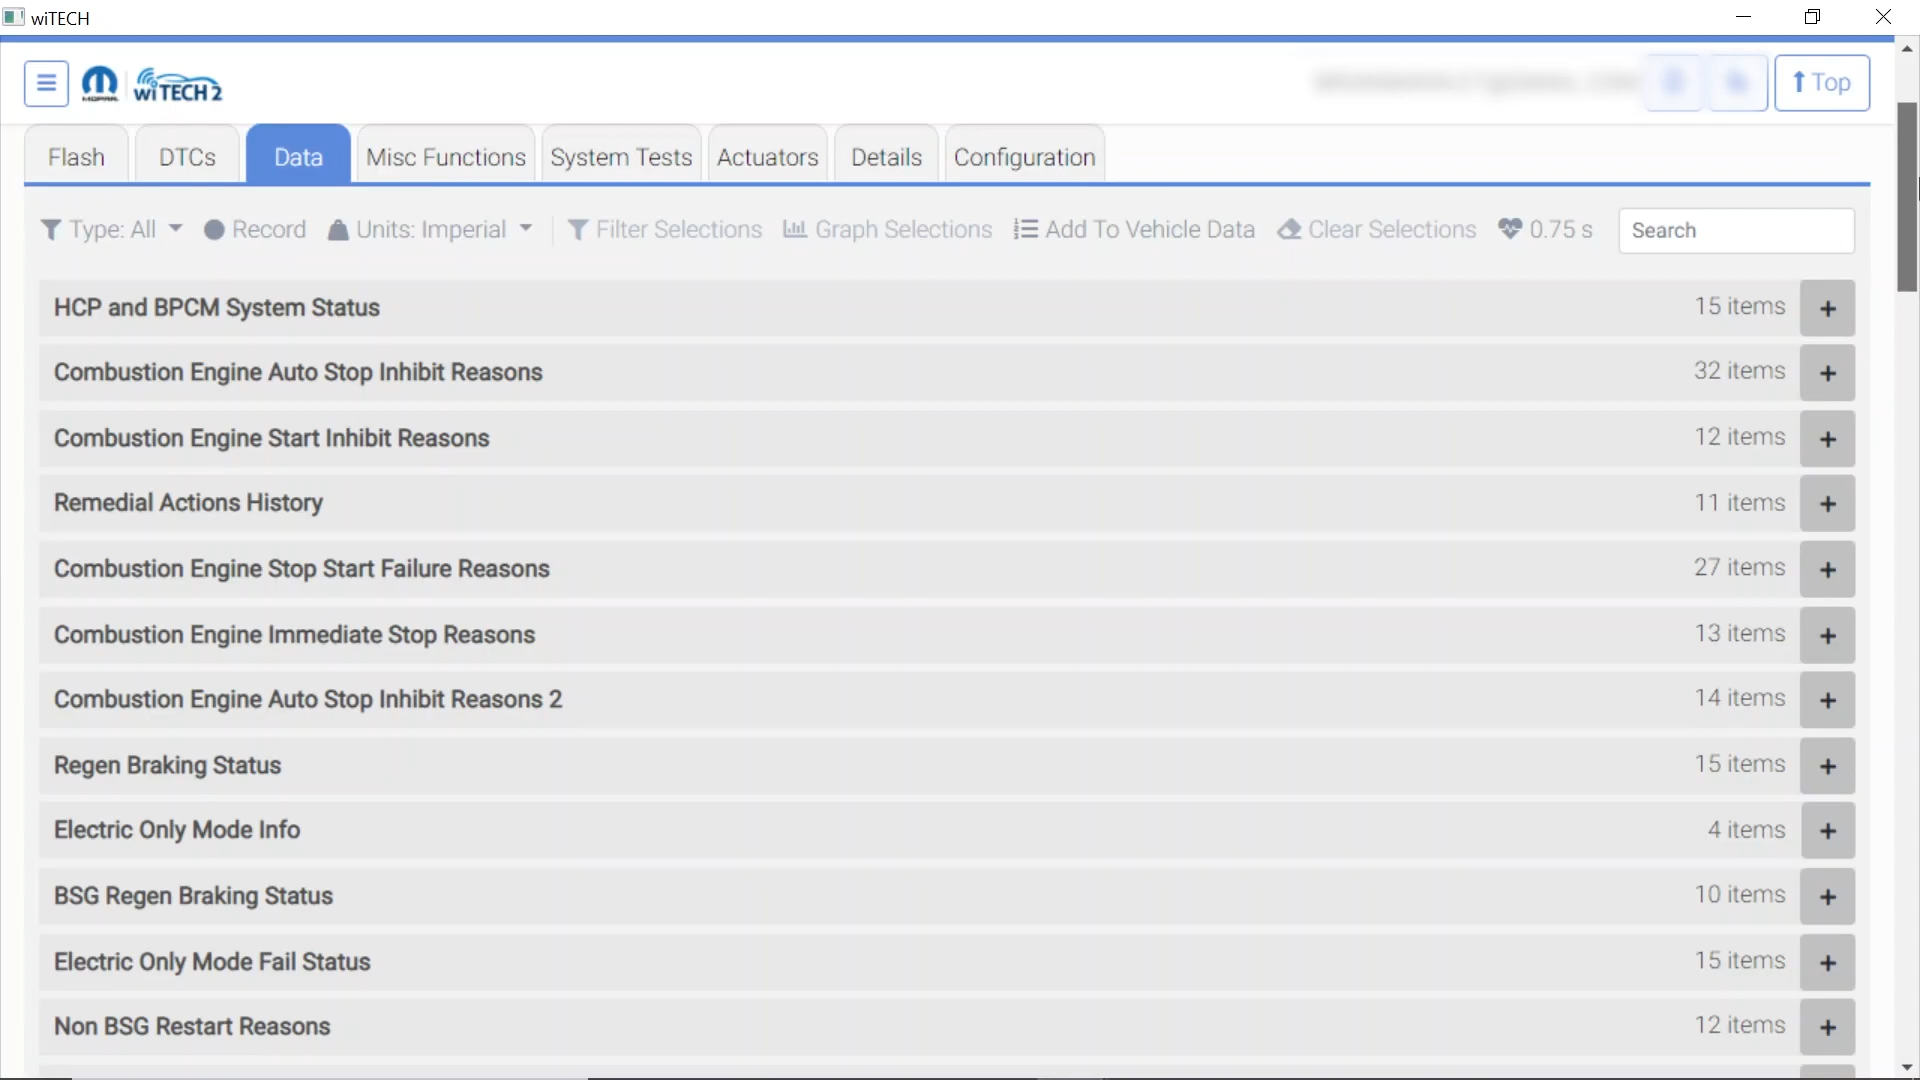 wiTECH
MOPAR wiTECH 2
Top
Flash DTCs Data Misc Functions System Tests Actuators Details Configuration
Type: All Record Units: Imperial Filter Selections Graph Selections Add To Vehicle Data Clear Selections 0.75 s Search
HCP and BPCM System Status 15 items +
Combustion Engine Auto Stop Inhibit Reasons 32 items +
Combustion Engine Start Inhibit Reasons 12 items +
Remedial Actions History 11 items +
Combustion Engine Stop Start Failure Reasons 27 items +
Combustion Engine Immediate Stop Reasons 13 items +
Combustion Engine Auto Stop Inhibit Reasons 2 14 items +
Regen Braking Status 15 items +
Electric Only Mode Info 4 items +
BSG Regen Braking Status 10 items +
Electric Only Mode Fail Status 15 items +
Non BSG Restart Reasons 12 items +